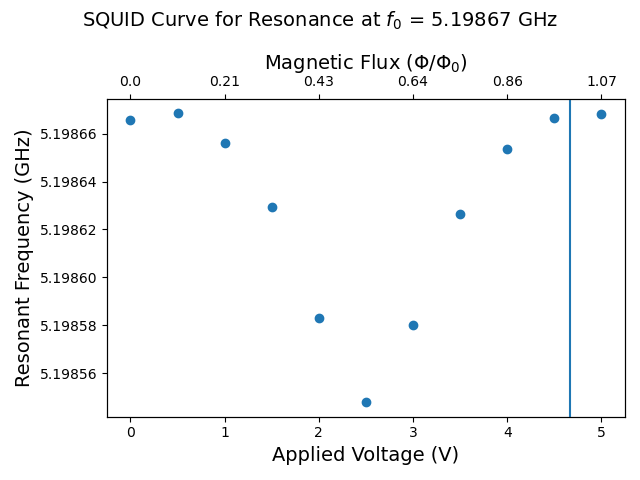 SQUID Curve for Resonance at f₀ = 5.19867 GHz
Magnetic Flux (Φ/Φ₀)
0.0 0.21 0.43 0.64 0.86 1.07
Resonant Frequency (GHz)
5.19866
5.19864
5.19862
5.19860
5.19858
5.19856
0 1 2 3 4 5
Applied Voltage (V)